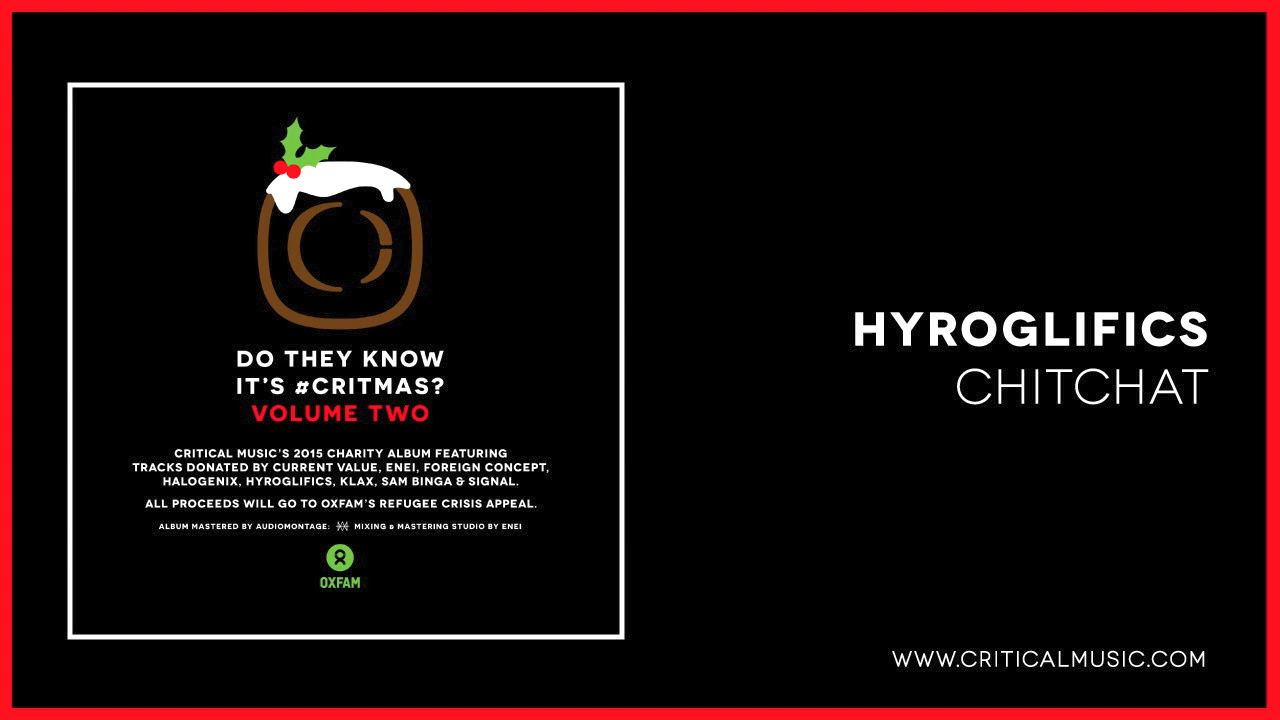 DO THEY KNOW
IT'S #CRITMAS?
VOLUME TWO
CRITICAL MUSIC'S 2015 CHARITY ALBUM FEATURING
TRACKS DONATED BY CURRENT VALUE, ENEI, FOREIGN CONCEPT,
HALOGENIX, HYROGLIFICS, KLAX, SAM BINGA & SIGNAL.
ALL PROCEEDS WILL GO TO OXFAM'S REFUGEE CRISIS APPEAL.
ALBUM MASTERED BY AUDIOMONTAGE: MIXING & MASTERING STUDIO BY ENEI
OXFAM
HYROGLIFICS
CHITCHAT
WWW.CRITICALMUSIC.COM